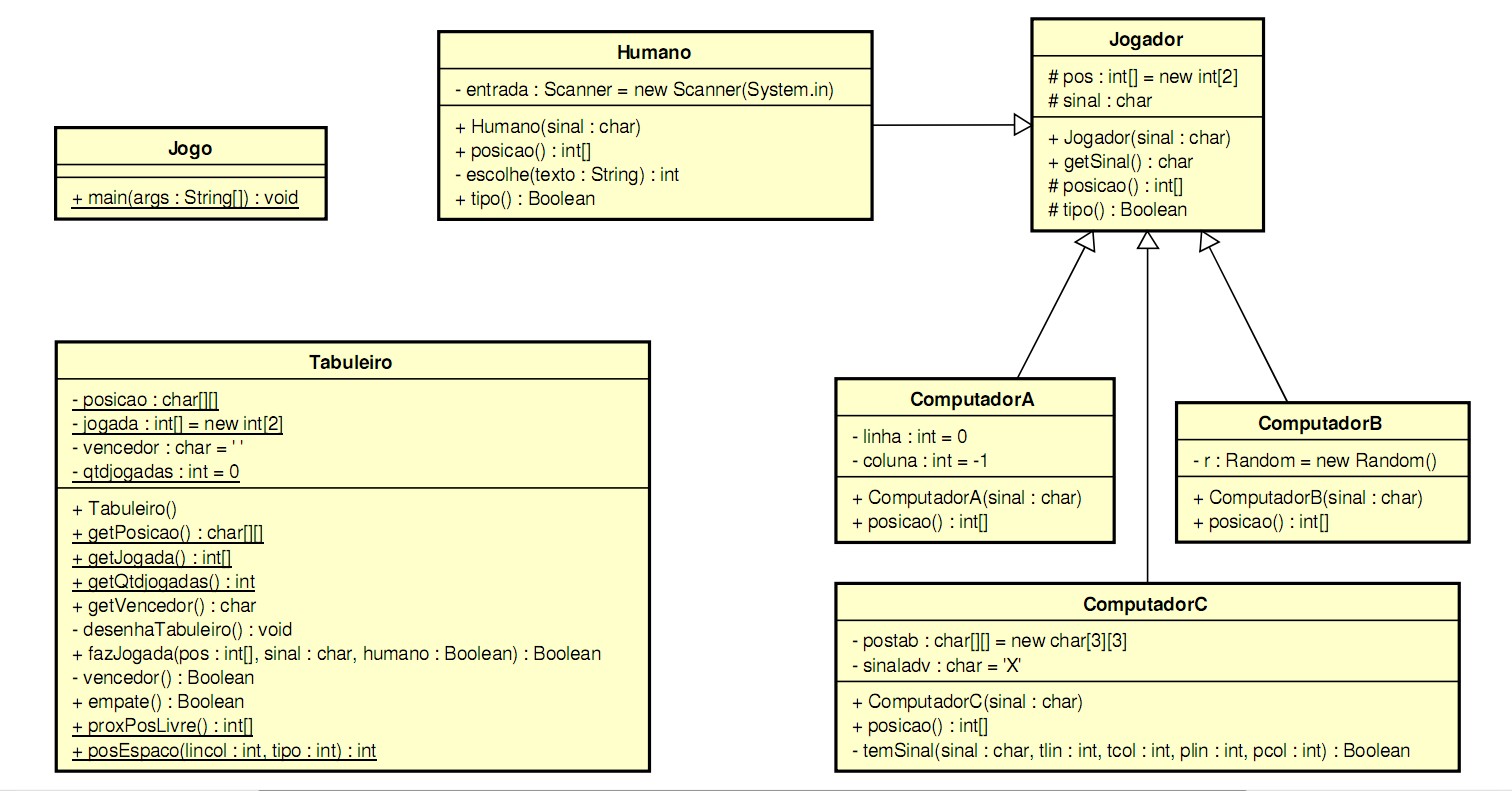 Jogo
+ main(args : String[]) : void
Humano
- entrada : Scanner = new Scanner(System.in)
+ Humano(sinal : char)
+ posicao() : int[]
- escolhe(texto : String) : int
+ tipo() : Boolean
Jogador
# pos : int[] = new int[2]
# sinal : char
+ Jogador(sinal : char)
+ getSinal() : char
# posicao() : int[]
# tipo() : Boolean
Tabuleiro
- posicao : char[][]
- jogada : int[] = new int[2]
- vencedor : char = ' '
- qtdjogadas : int = 0
+ Tabuleiro()
+ getPosicao() : char[][]
+ getJogada() : int[]
+ getQtdjogadas() : int
+ getVencedor() : char
- desenhaTabuleiro() : void
+ fazJogada(pos : int[], sinal : char, humano : Boolean) : Boolean
- vencedor() : Boolean
+ empate() : Boolean
+ proxPosLivre() : int[]
+ posEspaco(lincol : int, tipo : int) : int
ComputadorA
- linha : int = 0
- coluna : int = -1
+ ComputadorA(sinal : char)
+ posicao() : int[]
ComputadorB
- r : Random = new Random()
+ ComputadorB(sinal : char)
+ posicao() : int[]
ComputadorC
- postab : char[][] = new char[3][3]
- sinaladv : char = 'X'
+ ComputadorC(sinal : char)
+ posicao() : int[]
- temSinal(sinal : char, tlin : int, tcol : int, plin : int, pcol : int) : Boolean